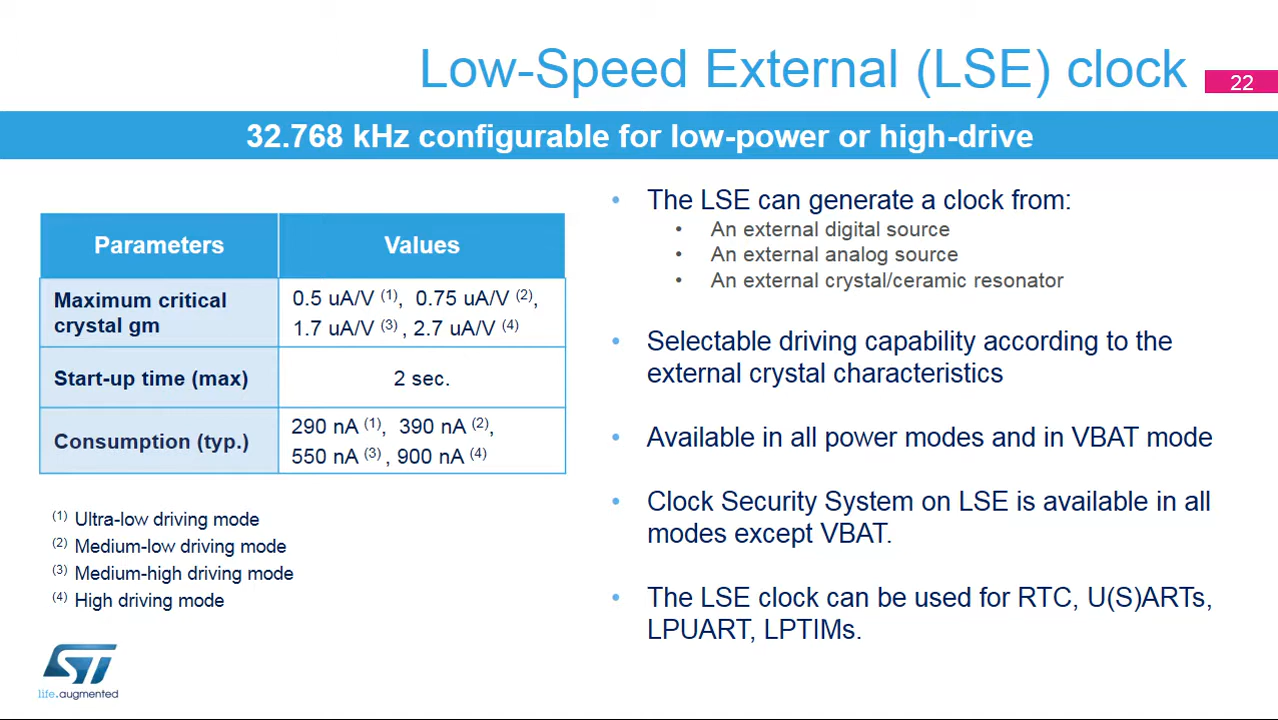 Low-Speed External (LSE) clock
22
32.768 kHz configurable for low-power or high-drive
Parameters Values
Maximum critical crystal gm
0.5 uA/V (1), 0.75 uA/V (2),
1.7 uA/V (3) , 2.7 uA/V (4)
Start-up time (max) 2 sec.
Consumption (typ.)
290 nA (1), 390 nA (2),
550 nA (3) , 900 nA (4)
(1) Ultra-low driving mode
(2) Medium-low driving mode
(3) Medium-high driving mode
(4) High driving mode
ST
life.augmented
• The LSE can generate a clock from:
• An external digital source
• An external analog source
• An external crystal/ceramic resonator
• Selectable driving capability according to the
external crystal characteristics
• Available in all power modes and in VBAT mode
• Clock Security System on LSE is available in all
modes except VBAT.
• The LSE clock can be used for RTC, U(S)ARTs,
LPUART, LPTIMs.